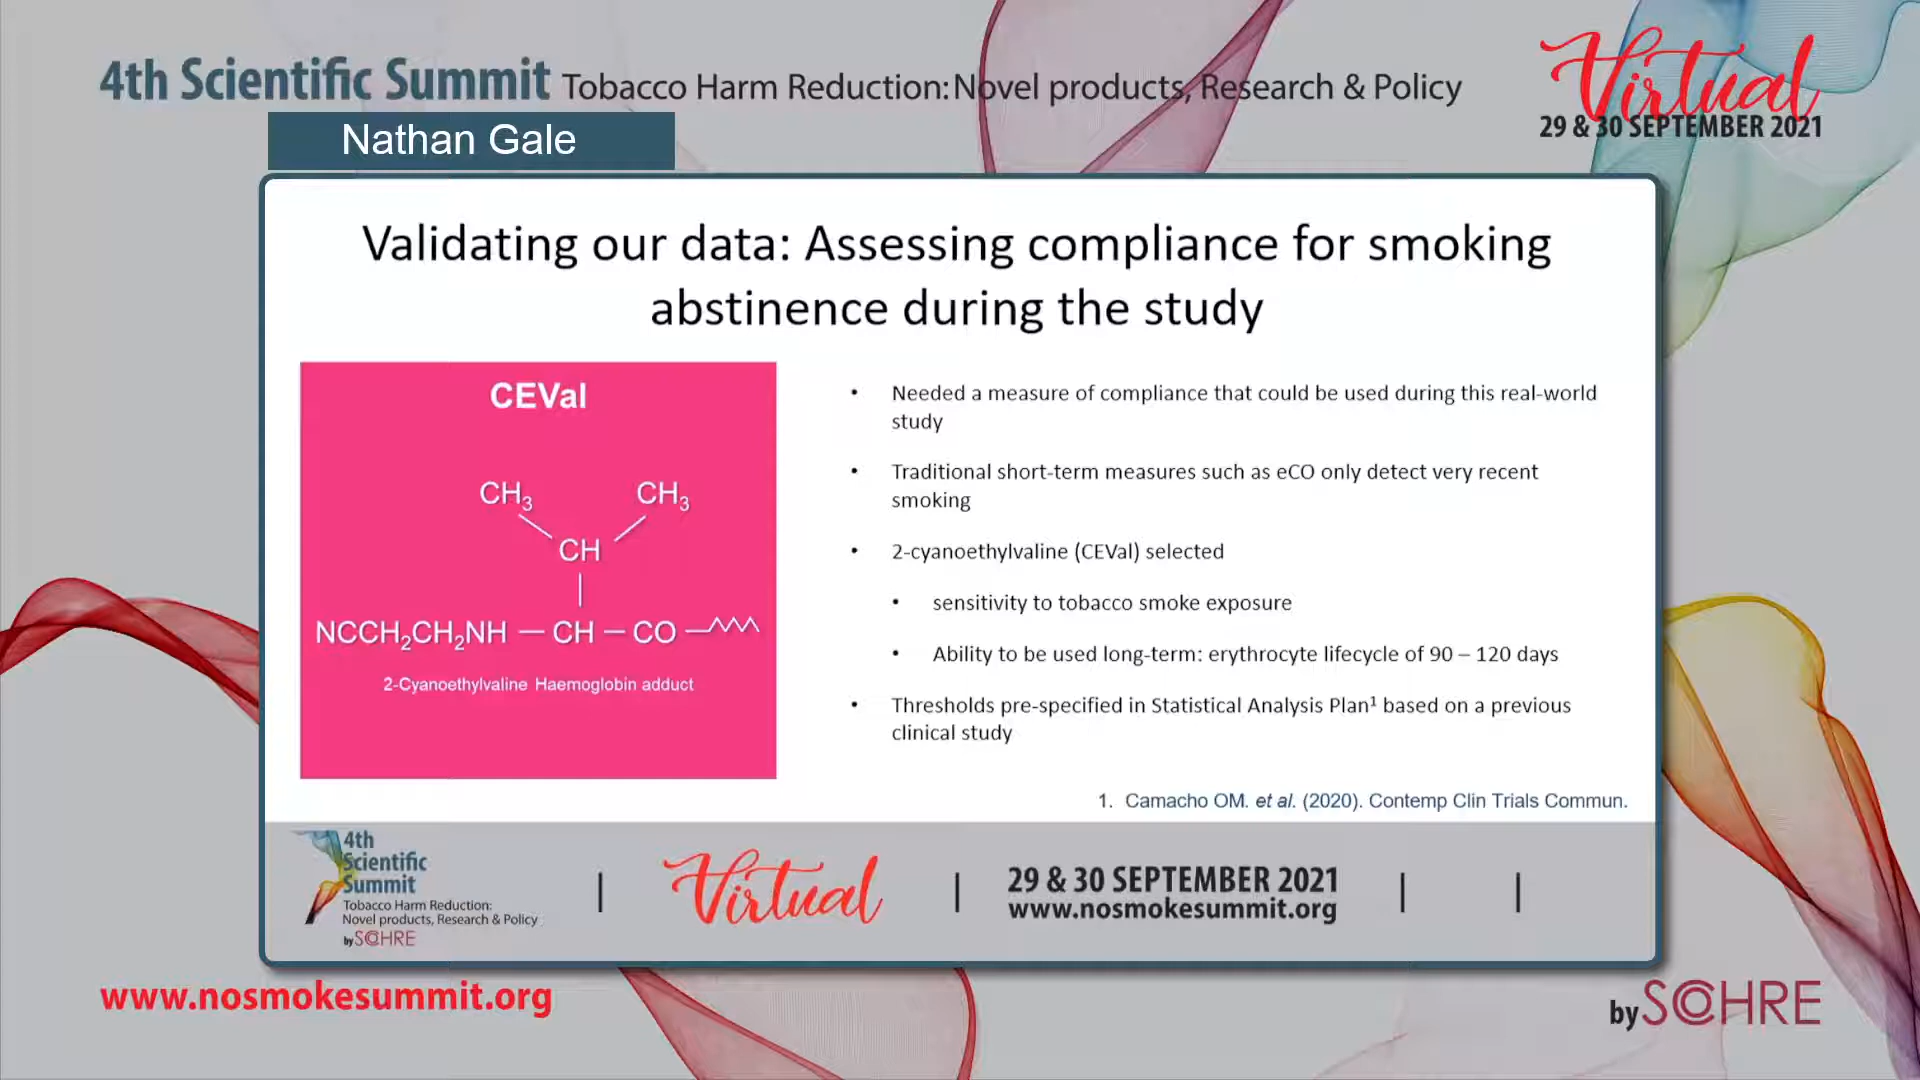 4th Scientific Summit Tobacco Harm Reduction: Novel products, Research & Policy
Virtual
29 & 30 SEPTEMBER 2021
Nathan Gale
Validating our data: Assessing compliance for smoking
abstinence during the study
CEVal
CH₃ CH₃
CH
NCCH₂CH₂NH — CH — CO
2-Cyanoethylvaline Haemoglobin adduct
• Needed a measure of compliance that could be used during this real-world
study
• Traditional short-term measures such as eCO only detect very recent
smoking
• 2-cyanoethylvaline (CEVal) selected
• sensitivity to tobacco smoke exposure
• Ability to be used long-term: erythrocyte lifecycle of 90 – 120 days
• Thresholds pre-specified in Statistical Analysis Plan¹ based on a previous
clinical study
1. Camacho OM. et al. (2020). Contemp Clin Trials Commun.
4th
Scientific
Summit
Tobacco Harm Reduction:
Novel products, Research & Policy
by SCOHRE
Virtual
29 & 30 SEPTEMBER 2021
www.nosmokesummit.org
www.nosmokesummit.org
by SCOHRE